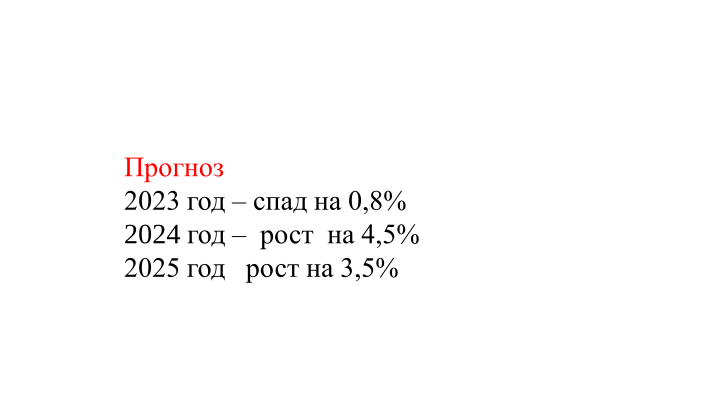 Прогноз
2023 год – спад на 0,8%
2024 год –  рост  на 4,5%
2025 год   рост на 3,5%